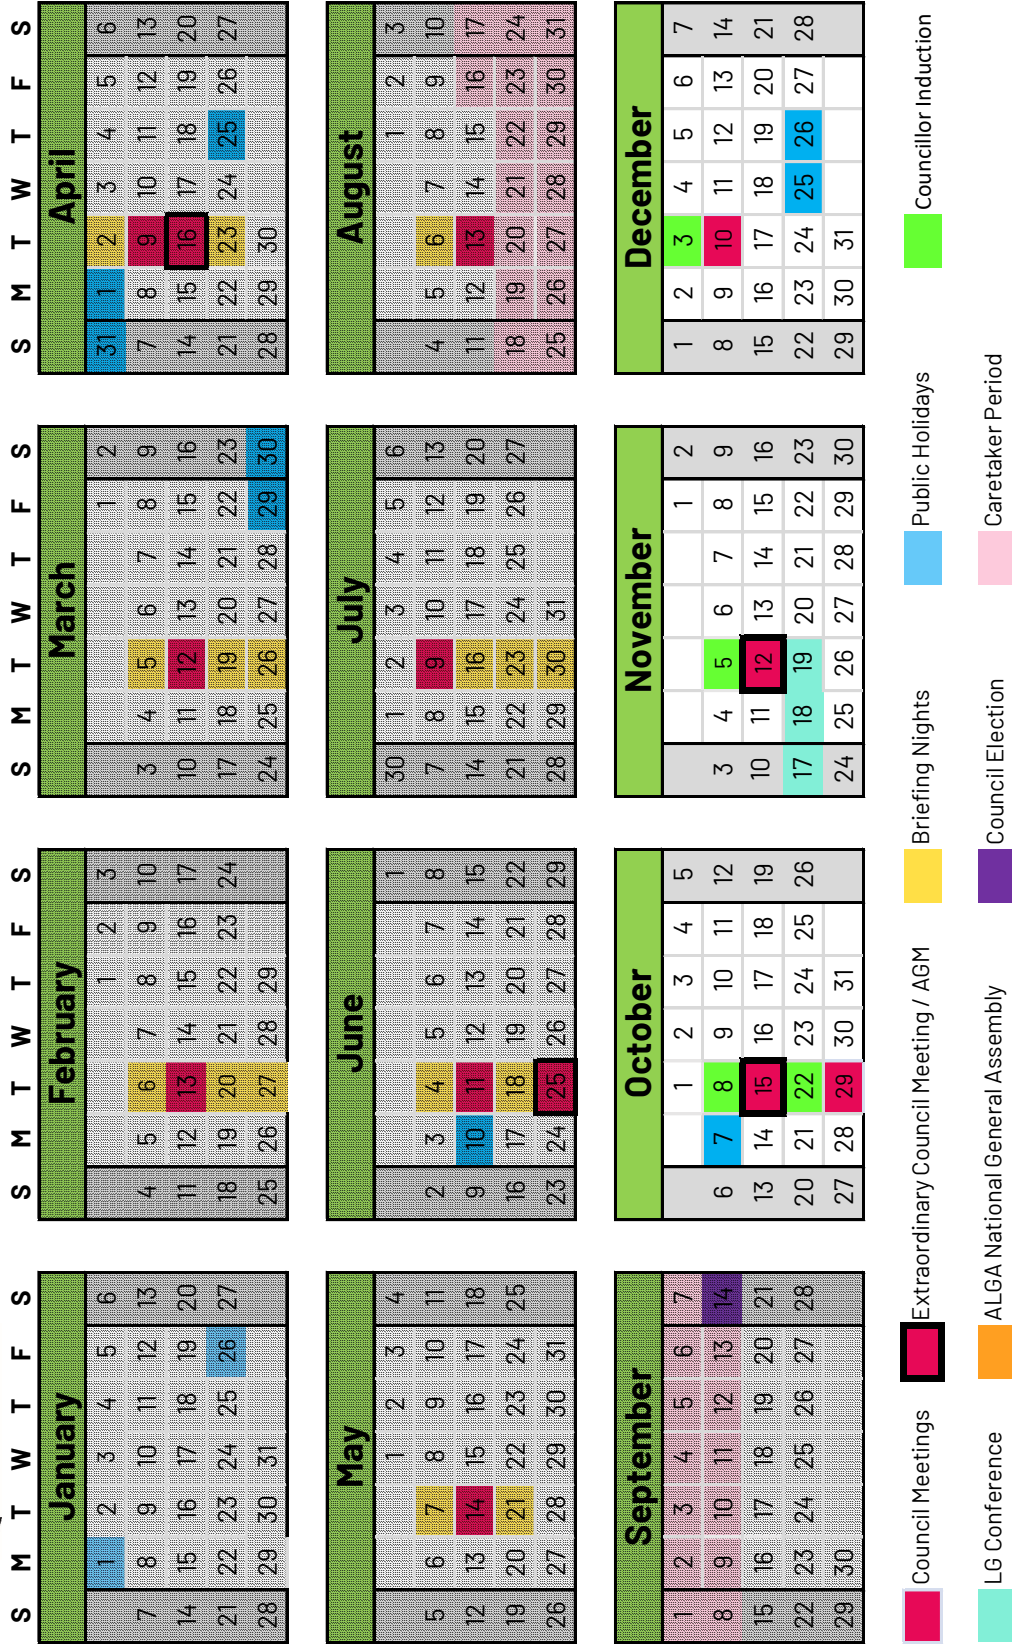 S M T W T F S S M T W T F S S M T W T F S S M T W T F S
January February March April
1 2 3 4 5 6 1 2 3 1 2 31 1 2 3 4 5 6
7 8 9 10 11 12 13 4 5 6 7 8 9 10 3 4 5 6 7 8 9 7 8 9 10 11 12 13
14 15 16 17 18 19 20 11 12 13 14 15 16 17 10 11 12 13 14 15 16 14 15 16 17 18 19 20
21 22 23 24 25 26 27 18 19 20 21 22 23 24 17 18 19 20 21 22 23 21 22 23 24 25 26 27
28 29 30 31 25 26 27 28 29 24 25 26 27 28 29 30 28 29 30
May June July August
1 2 3 4 1 30 1 2 3 4 5 6 1 2 3
5 6 7 8 9 10 11 2 3 4 5 6 7 8 7 8 9 10 11 12 13 4 5 6 7 8 9 10
12 13 14 15 16 17 18 9 10 11 12 13 14 15 14 15 16 17 18 19 20 11 12 13 14 15 16 17
19 20 21 22 23 24 25 16 17 18 19 20 21 22 21 22 23 24 25 26 27 18 19 20 21 22 23 24
26 27 28 29 30 31 23 24 25 26 27 28 29 28 29 30 31 25 26 27 28 29 30 31
September October November December
1 2 3 4 5 6 7 1 2 3 4 5 1 2 1 2 3 4 5 6 7
8 9 10 11 12 13 14 6 7 8 9 10 11 12 3 4 5 6 7 8 9 8 9 10 11 12 13 14
15 16 17 18 19 20 21 13 14 15 16 17 18 19 10 11 12 13 14 15 16 15 16 17 18 19 20 21
22 23 24 25 26 27 28 20 21 22 23 24 25 26 17 18 19 20 21 22 23 22 23 24 25 26 27 28
29 30 27 28 29 30 31 24 25 26 27 28 29 30 29 30 31
Council Meetings Extraordinary Council Meeting / AGM Briefing Nights Public Holidays Councillor Induction
LG Conference ALGA National General Assembly Council Election Caretaker Period